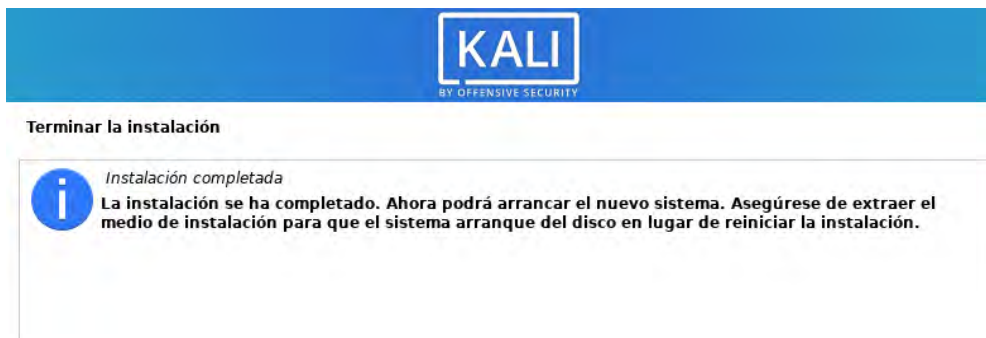 KALI
BY OFFENSIVE SECURITY
Terminar la instalación
Instalación completada
La instalación se ha completado. Ahora podrá arrancar el nuevo sistema. Asegúrese de extraer el
medio de instalación para que el sistema arranque del disco en lugar de reiniciar la instalación.